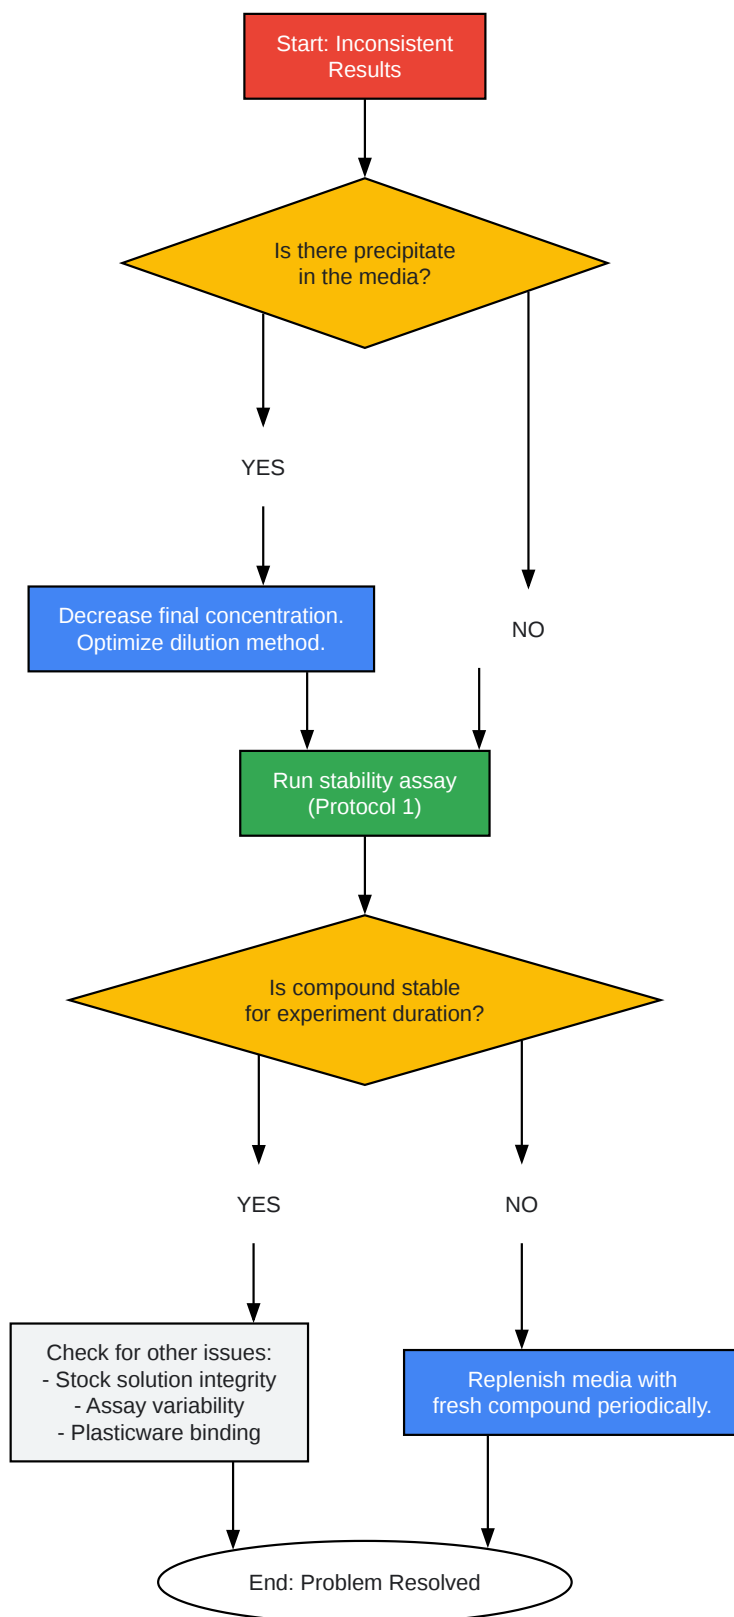 Start: Inconsistent
Results
Is there precipitate
in the media?
YES
Decrease final concentration.
Optimize dilution method.
NO
Run stability assay
(Protocol 1)
Is compound stable
for experiment duration?
YES
NO
Check for other issues:
- Stock solution integrity
- Assay variability
- Plasticware binding
Replenish media with
fresh compound periodically.
End: Problem Resolved